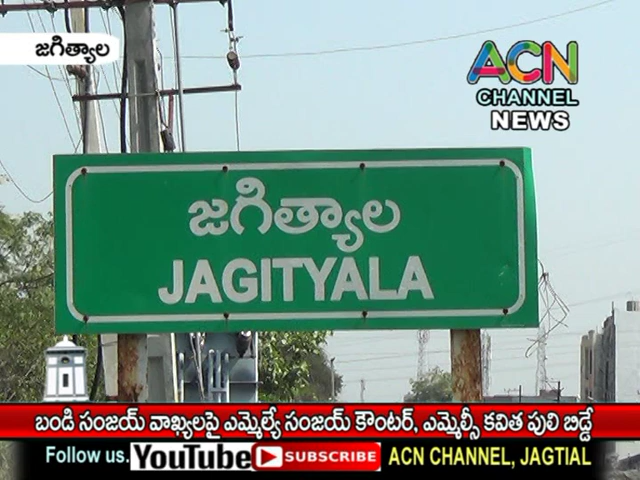 జగిత్యాల
ACN
CHANNEL
NEWS
జగిత్యాల
JAGITYALA
బండి సంజయ్ వాఖ్యలపై ఎమ్మెల్యే సంజయ్ కౌంటర్, ఎమ్మెల్సీ కవిత పులి బిడ్డే
Follow us. YouTube SUBSCRIBE ACN CHANNEL, JAGTIAL